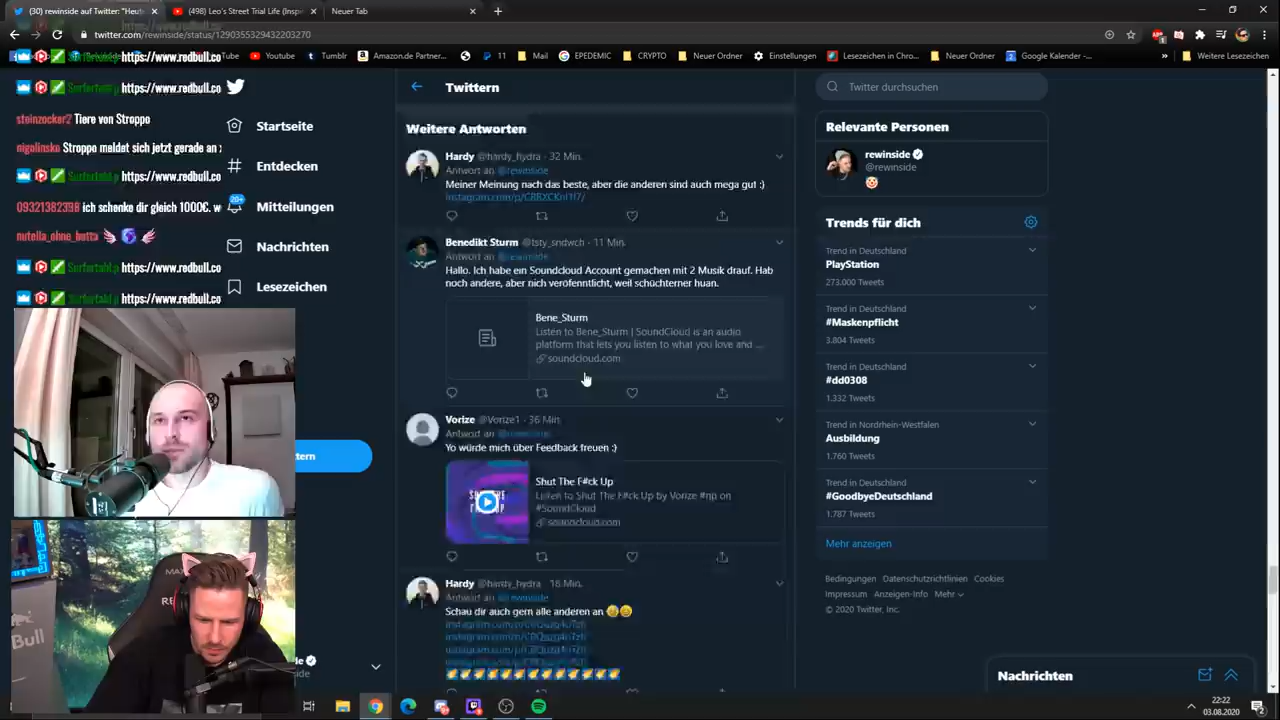 (30) rewinside auf Twitter: "Heut
(498) Leo's Street Trial Life (Inspi
Neuer Tab
twitter.com/rewinside/status/1290355329432203270
Youtube
Tumblr
Amazon.de Partner...
11
Mail
EPEDEMIC
CRYPTO
Neuer Ordner
Einstellungen
Lesezeichen in Chro...
Neuer Ordner
Google Kalender -...
Weitere Lesezeichen
https://www.redbull.co
https://www.redbull.co
steinzocker2 Tiere von Stroppo
nigolinsko Stroppo meldet sich jetzt gerade an
https://www.redbull.co
ich schenke dir gleich 1000€.
https://www.redbull.co
https://www.redbull.co
Startseite
Entdecken
20+
Mitteilungen
Nachrichten
Lesezeichen
Twittern
Weitere Antworten
Hardy @hardy_hydra · 32 Min.
Antwort an @rewinside
Meiner Meinung nach das beste, aber die anderen sind auch mega gut :)
Benedikt Sturm @tsty_sndwch · 11 Min.
Antwort an @rewinside
Hallo. Ich habe ein Soundcloud Account gemachen mit 2 Musik drauf. Hab
noch andere, aber nich veröfenntlicht, weil schüchterner huan.
Bene_Sturm
Listen to Bene_Sturm | SoundCloud is an audio
platform that lets you listen to what you love and ...
soundcloud.com
Vorize @Vorize1 · 36 Min.
Antwort an @rewinside
Yo würde mich über Feedback freuen :)
Shut The F#ck Up
Listen to Shut The F#ck Up by Vorize #np on
#SoundCloud
soundcloud.com
Hardy @hardy_hydra · 18 Min.
Antwort an @rewinside
Schau dir auch gern alle anderen an
Twitter durchsuchen
Relevante Personen
rewinside
@rewinside
Trends für dich
Trend in Deutschland
PlayStation
273.000 Tweets
Trend in Deutschland
#Maskenpflicht
3.804 Tweets
Trend in Deutschland
#dd0308
1.332 Tweets
Trend in Nordrhein-Westfalen
Ausbildung
1.760 Tweets
Trend in Deutschland
#GoodbyeDeutschland
1.787 Tweets
Mehr anzeigen
Bedingungen Datenschutzrichtlinien Cookies
Impressum Anzeigen-Info Mehr
© 2020 Twitter, Inc.
Nachrichten
tern
Bull
22:22
03.08.2020